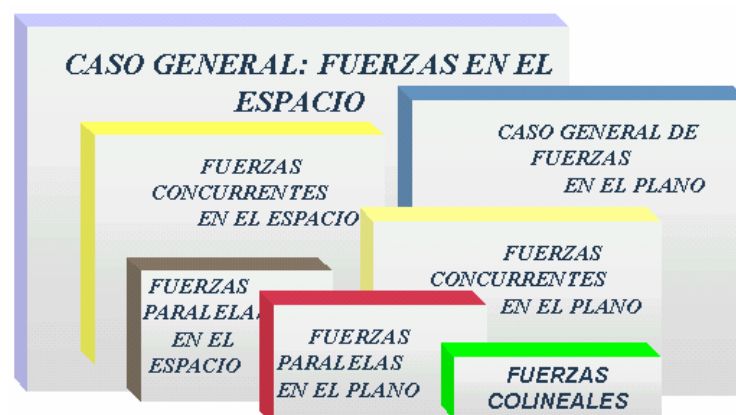 CASO GENERAL: FUERZAS EN EL
ESPACIO
CASO GENERAL DE
FUERZAS
EN EL PLANO
FUERZAS
CONCURRENTES
EN EL ESPACIO
FUERZAS
CONCURRENTES
EN EL PLANO
FUERZAS
PARALELAS
EN EL
ESPACIO
FUERZAS
PARALELAS
EN EL PLANO
FUERZAS
COLINEALES